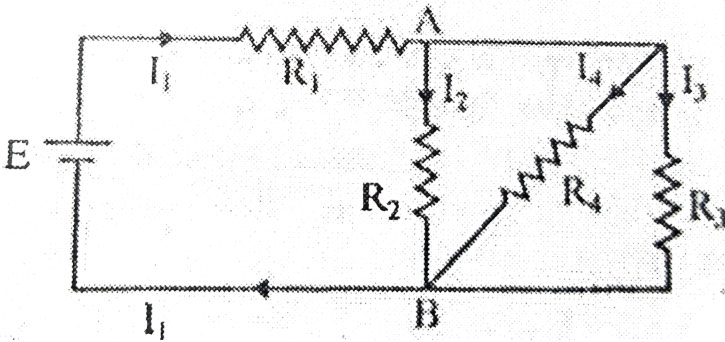 A
I₁
R₁
I₂
I₄
I₃
E
R₂
R₄
R₃
I₁
B